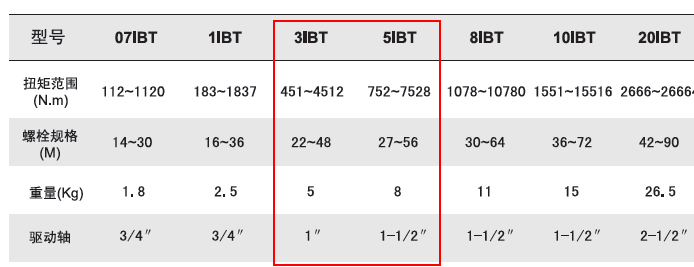 型号 07IBT 1IBT 3IBT 5IBT 8IBT 10IBT 20IBT
扭矩范围
(N.m) 112~1120 183~1837 451~4512 752~7528 1078~10780 1551~15516 2666~2666
螺栓规格
(M) 14~30 16~36 22~48 27~56 30~64 36~72 42~90
重量(Kg) 1.8 2.5 5 8 11 15 26.5
驱动轴 3/4″ 3/4″ 1″ 1-1/2″ 1-1/2″ 1-1/2″ 2-1/2″